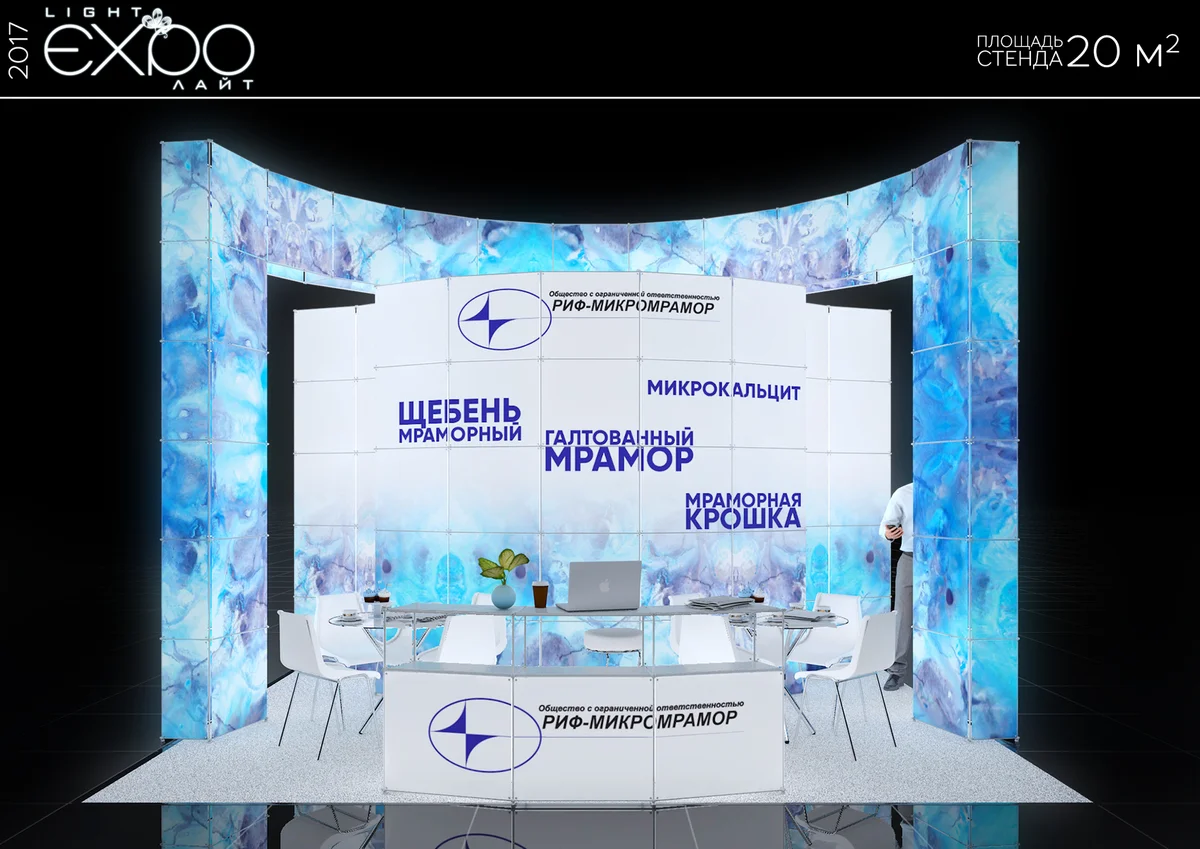 2017
LIGHT
EXPO
ЛАЙТ
ПЛОЩАДЬ
СТЕНДА 20 м²
Общество с ограниченной ответственностью
РИФ-МИКРОМРАМОР
МИКРОКАЛЬЦИТ
ЩЕБЕНЬ
МРАМОРНЫЙ
ГАЛТОВАННЫЙ
МРАМОР
МРАМОРНАЯ
КРОШКА
Общество с ограниченной ответственностью
РИФ-МИКРОМРАМОР